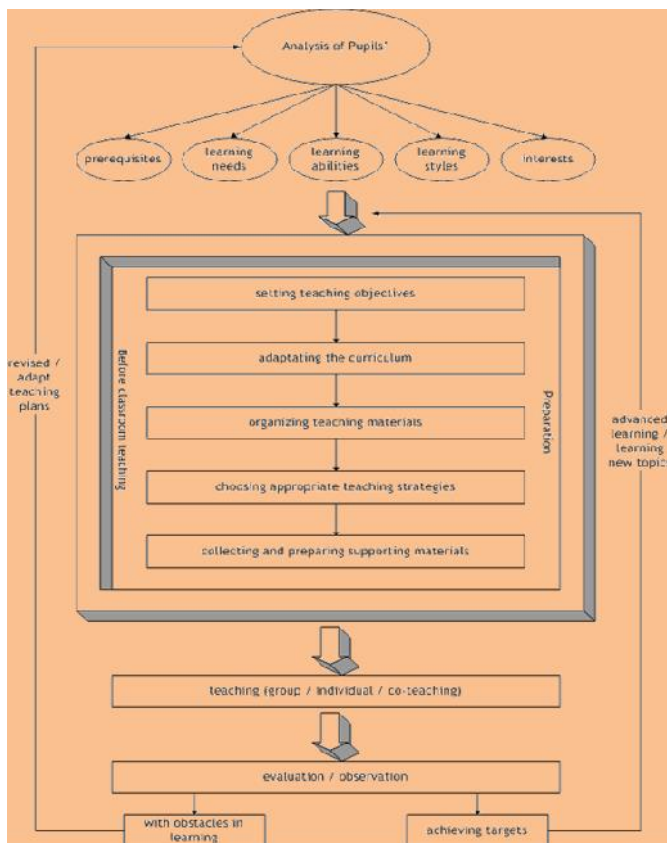 Analysis of Pupils'
prerequisites
learning
needs
learning
abilities
learning
styles
interests
setting teaching objectives
adaptating the curriculum
organizing teaching materials
choosing appropriate teaching strategies
collecting and preparing supporting materials
Before classroom teaching
Preparation
revised /
adapt
teaching
plans
advanced
learning /
learning
new topic
teaching (group / individual / co-teaching)
evaluation / observation
with obstacles in
learning
achieving targets